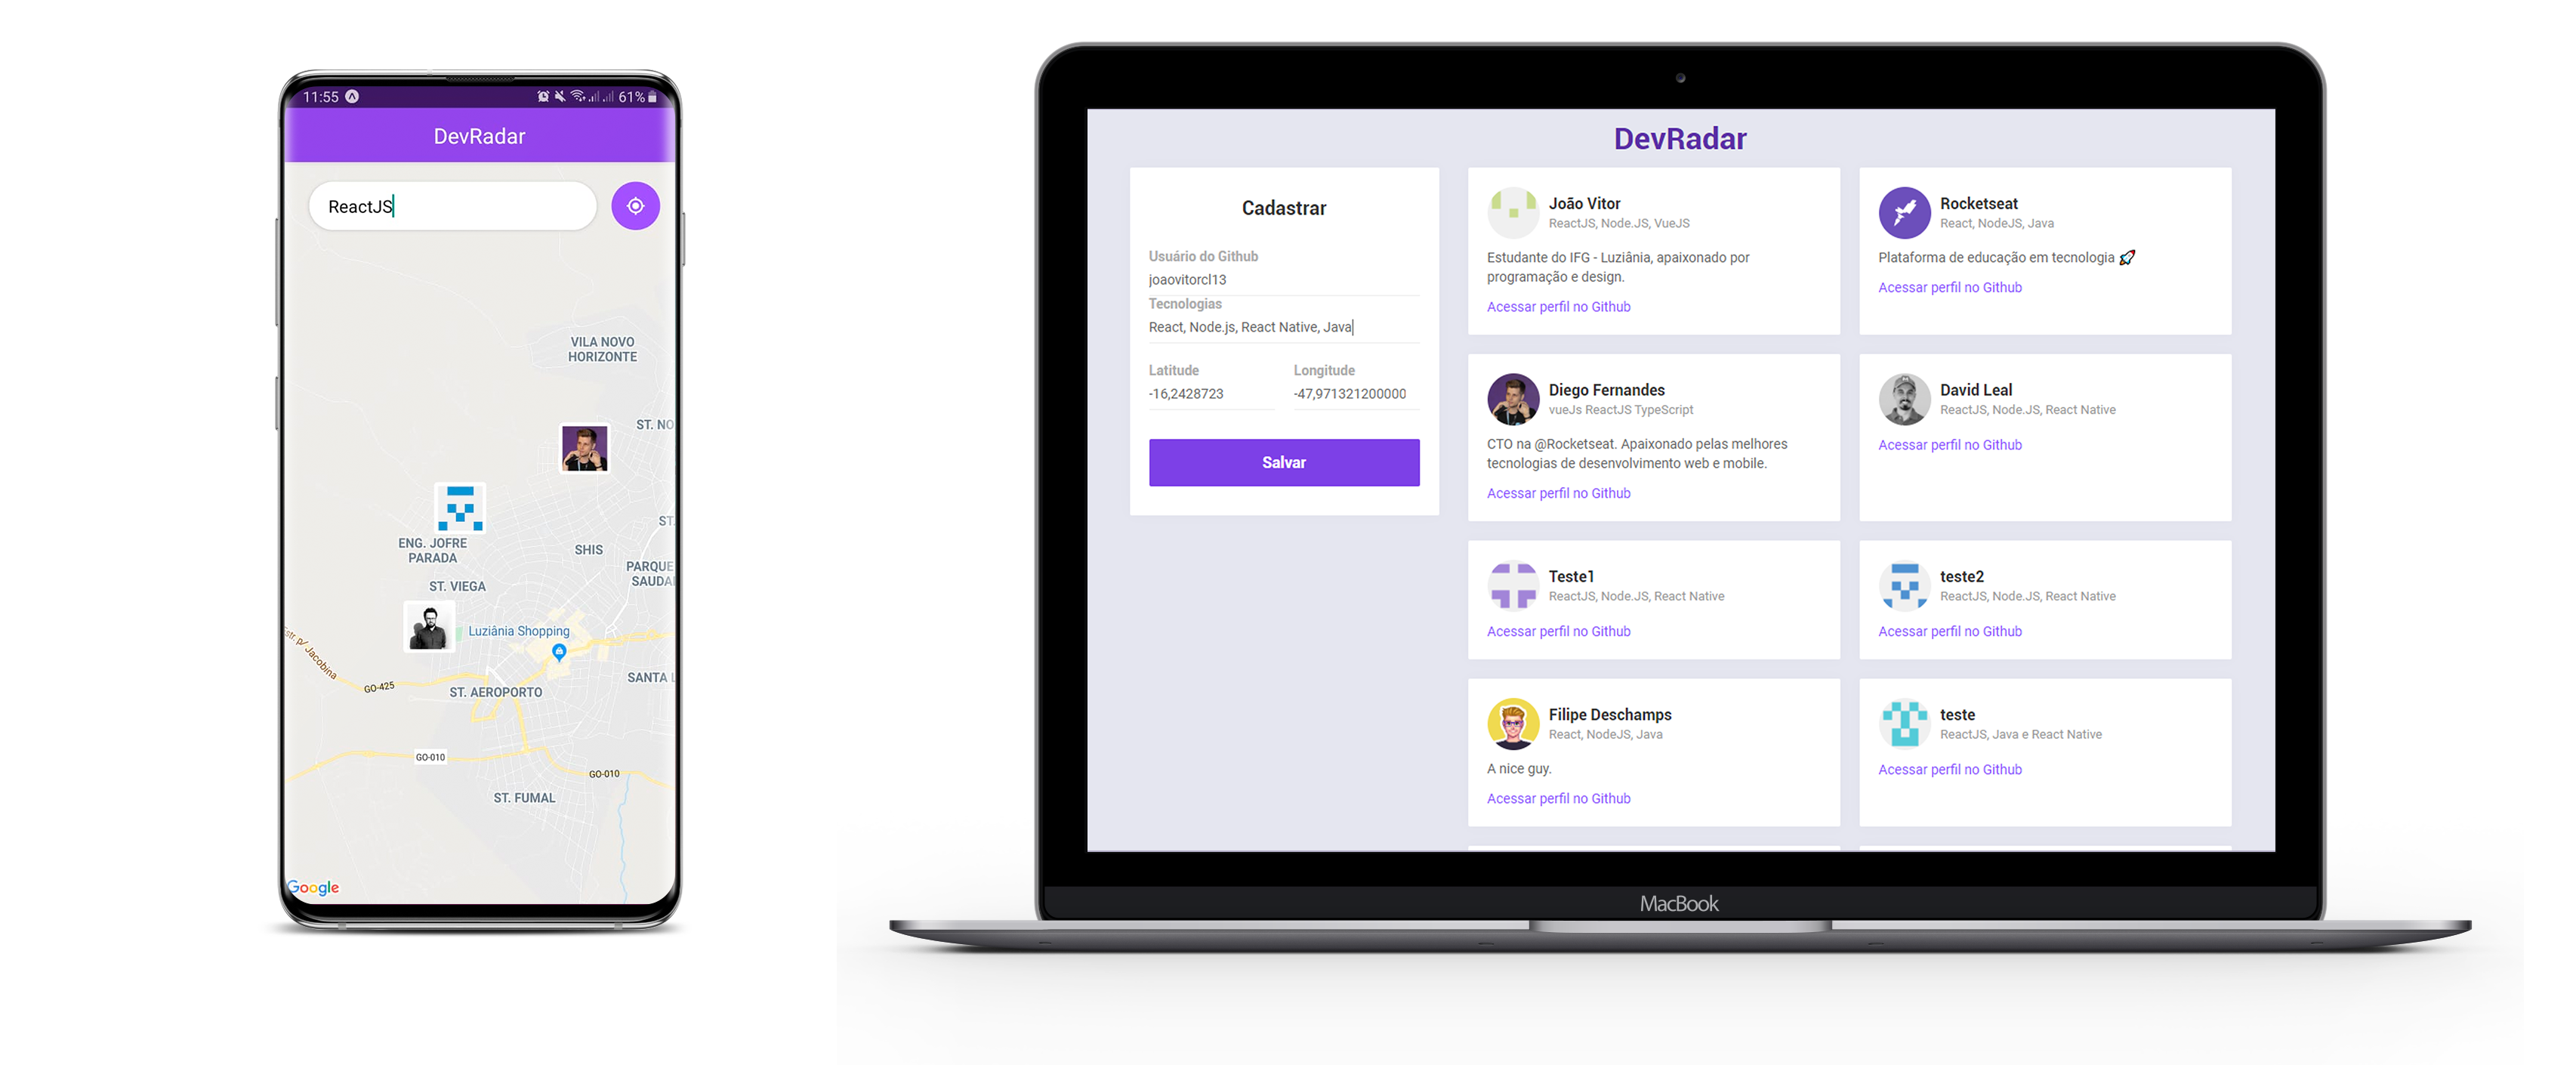 11:55
61%
DevRadar
ReactJS
VILA NOVO
HORIZONTE
ST. NO
ST.
ENG. JOFRE
PARADA
SHIS
PARQUE
SAUDA
ST. VIEGA
Luziânia Shopping
Estr. p/ Jacobina
GO-425
SANTA L
ST. AEROPORTO
GO-010
GO-010
ST. FUMAL
Google
DevRadar
Cadastrar
Usuário do Github
joaovitorcl13
Tecnologias
React, Node.js, React Native, Java
Latitude
Longitude
-16,2428723
-47,971321200000
Salvar
João Vitor
ReactJS, Node.JS, VueJS
Estudante do IFG - Luziânia, apaixonado por
programação e design.
Acessar perfil no Github
Rocketseat
React, NodeJS, Java
Plataforma de educação em tecnologia 🚀
Acessar perfil no Github
Diego Fernandes
vueJs ReactJS TypeScript
CTO na @Rocketseat. Apaixonado pelas melhores
tecnologias de desenvolvimento web e mobile.
Acessar perfil no Github
David Leal
ReactJS, Node.JS, React Native
Acessar perfil no Github
Teste1
ReactJS, Node.JS, React Native
Acessar perfil no Github
teste2
ReactJS, Node.JS, React Native
Acessar perfil no Github
Filipe Deschamps
React, NodeJS, Java
A nice guy.
Acessar perfil no Github
teste
ReactJS, Java e React Native
Acessar perfil no Github
MacBook